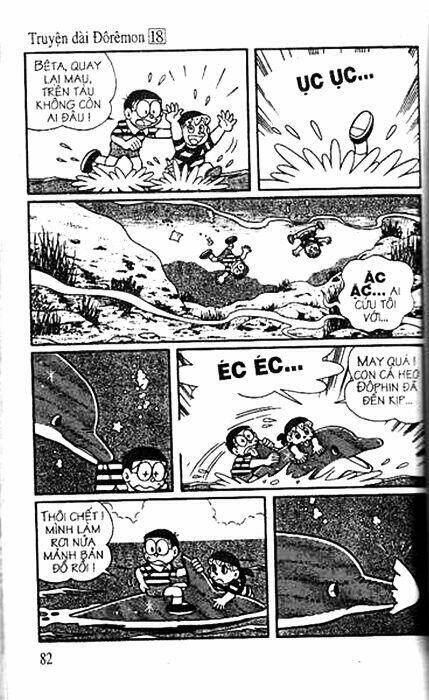 Truyện dài Đôrêmon 18
BÊTA, QUAY
LẠI MAU,
TRÊN TÀU
KHÔNG CÒN
AI ĐÂU !
ỤC ỤC...
ẶC
ẶC... AI
CỨU TÔI
VỚI...
ÉC ÉC...
MAY QUÁ !
CON CÁ HEO
ĐÔPHIN ĐÃ
ĐẾN KỊP...
THÔI CHẾT !
MÌNH LÀM
RƠI NỬA
MẢNH BẢN
ĐỒ RỒI !
82